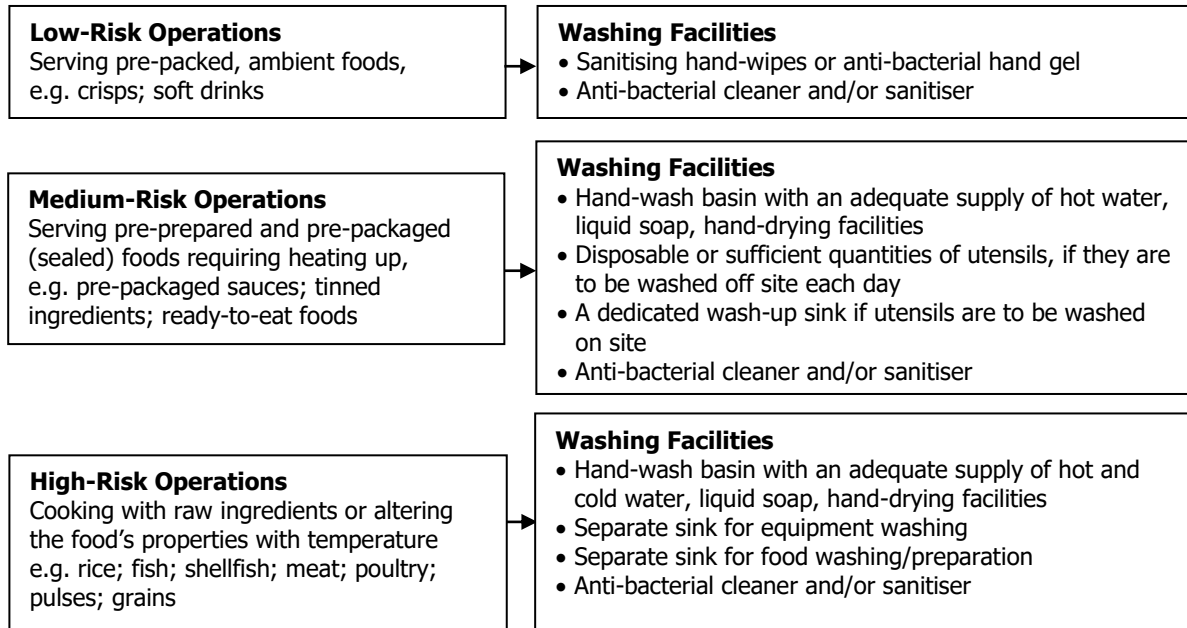 Low-Risk Operations
Serving pre-packed, ambient foods,
e.g. crisps; soft drinks
Washing Facilities
• Sanitising hand-wipes or anti-bacterial hand gel
• Anti-bacterial cleaner and/or sanitiser
Medium-Risk Operations
Serving pre-prepared and pre-packaged
(sealed) foods requiring heating up,
e.g. pre-packaged sauces; tinned
ingredients; ready-to-eat foods
Washing Facilities
• Hand-wash basin with an adequate supply of hot water,
liquid soap, hand-drying facilities
• Disposable or sufficient quantities of utensils, if they are
to be washed off site each day
• A dedicated wash-up sink if utensils are to be washed
on site
• Anti-bacterial cleaner and/or sanitiser
High-Risk Operations
Cooking with raw ingredients or altering
the food’s properties with temperature
e.g. rice; fish; shellfish; meat; poultry;
pulses; grains
Washing Facilities
• Hand-wash basin with an adequate supply of hot and
cold water, liquid soap, hand-drying facilities
• Separate sink for equipment washing
• Separate sink for food washing/preparation
• Anti-bacterial cleaner and/or sanitiser